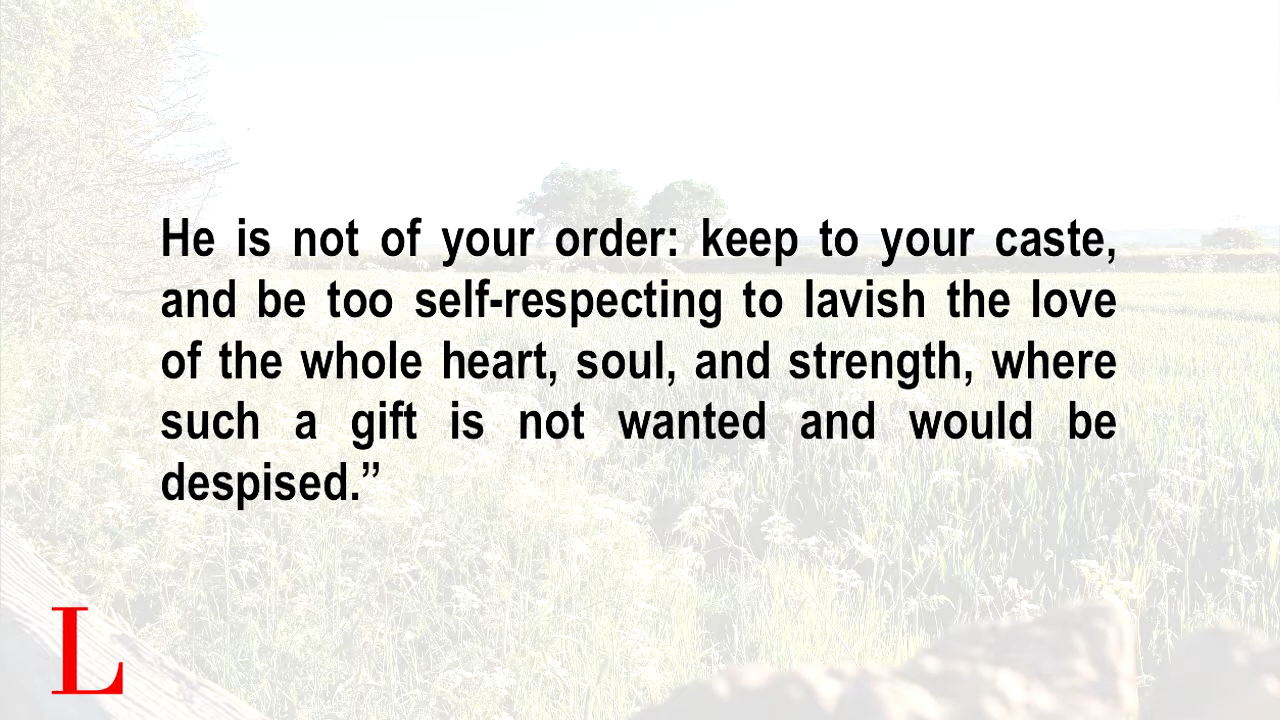 He is not of your order: keep to your caste,
and be too self-respecting to lavish the love
of the whole heart, soul, and strength, where
such a gift is not wanted and would be
despised.”
L